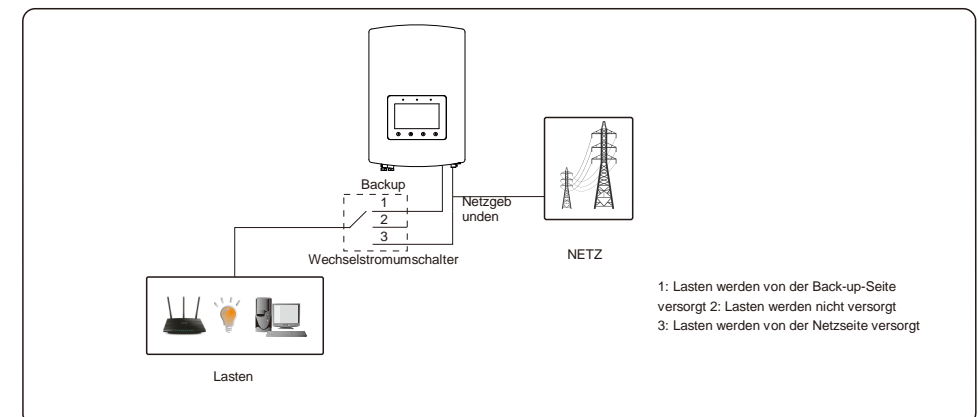 Backup
1
2
3
Netzgeb
unden
Wechselstromumschalter
NETZ
Lasten
1: Lasten werden von der Back-up-Seite
versorgt 2: Lasten werden nicht versorgt
3: Lasten werden von der Netzseite versorgt